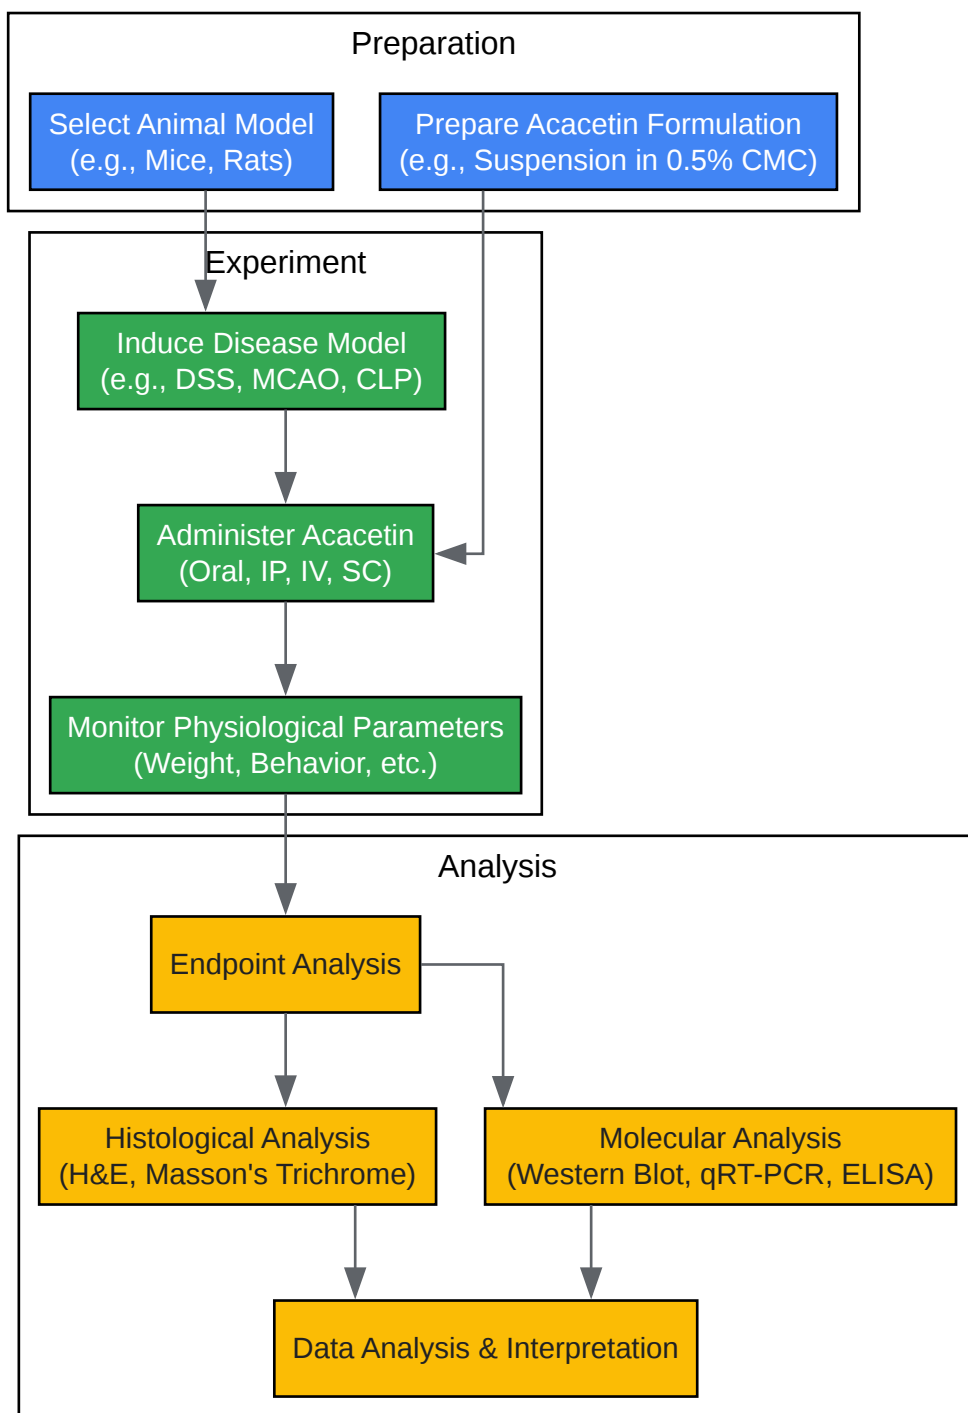 Preparation
Select Animal Model
(e.g., Mice, Rats)
Prepare Acacetin Formulation
(e.g., Suspension in 0.5% CMC)
Experiment
Induce Disease Model
(e.g., DSS, MCAO, CLP)
Administer Acacetin
(Oral, IP, IV, SC)
Monitor Physiological Parameters
(Weight, Behavior, etc.)
Analysis
Endpoint Analysis
Histological Analysis
(H&E, Masson's Trichrome)
Molecular Analysis
(Western Blot, qRT-PCR, ELISA)
Data Analysis & Interpretation